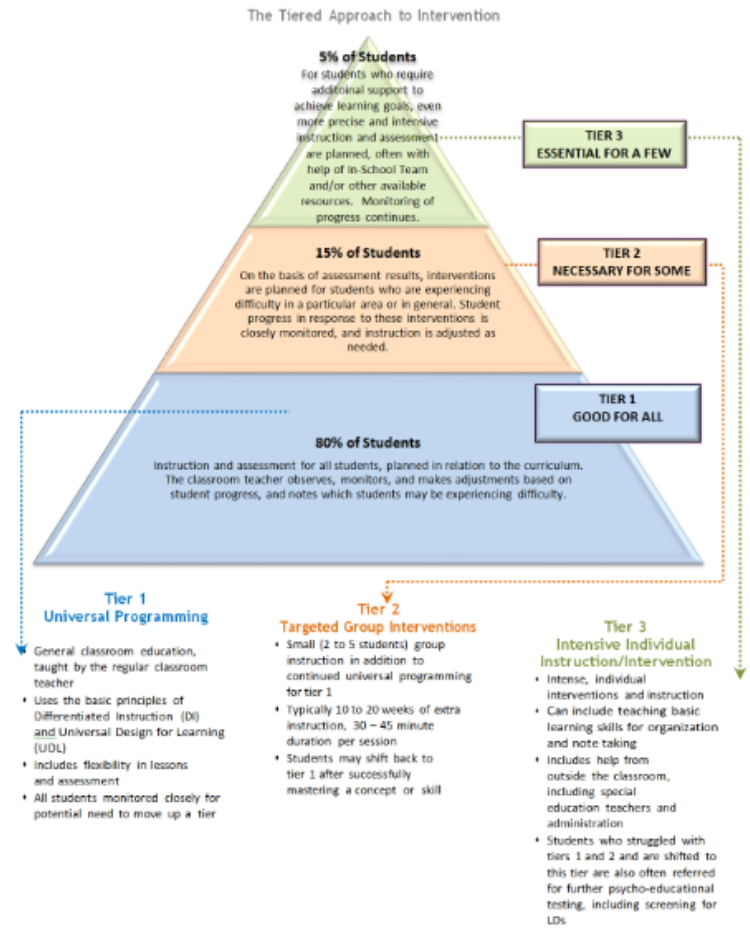 The Tiered Approach to Intervention
5% of Students
For students who require
additoinal support to
achieve learning goals, even
more precise and intensive
instruction and assessment
are planned, often with
help of In-School Team
and/or other available
resources. Monitoring of
progress continues.
TIER 3
ESSENTIAL FOR A FEW
15% of Students
On the basis of assessment results, interventions
are planned for students who are experiencing
difficulty in a particular area or in general. Student
progress in response to these interventions is
closely monitored, and instruction is adjusted as
needed.
TIER 2
NECESSARY FOR SOME
TIER 1
GOOD FOR ALL
80% of Students
Instruction and assessment for all students, planned in relation to the curriculum.
The classroom teacher observes, monitors, and makes adjustments based on
student progress, and notes which students may be experiencing difficulty.
Tier 1
Universal Programming
General classroom education,
taught by the regular classroom
teacher
• Uses the basic principles of
Differentiated Instruction (DI)
and Universal Design for Learning
(UDL)
• Includes flexibility in lessons
and assessment
• All students monitored closely for
potential need to move up a tier
Tier 2
Targeted Group Interventions
• Small (2 to 5 students) group
instruction in addition to
continued universal programming
for tier 1
• Typically 10 to 20 weeks of extra
instruction, 30 – 45 minute
duration per session
• Students may shift back to
tier 1 after successfully
mastering a concept or skill
Tier 3
Intensive Individual
Instruction/Intervention
• Intense, individual
interventions and instruction
• Can include teaching basic
learning skills for organization
and note taking
• Includes help from
outside the classroom,
including special
education teachers and
administration
• Students who struggled with
tiers 1 and 2 and are shifted to
this tier are also often referred
for further psycho-educational
testing, including screening for
LDs